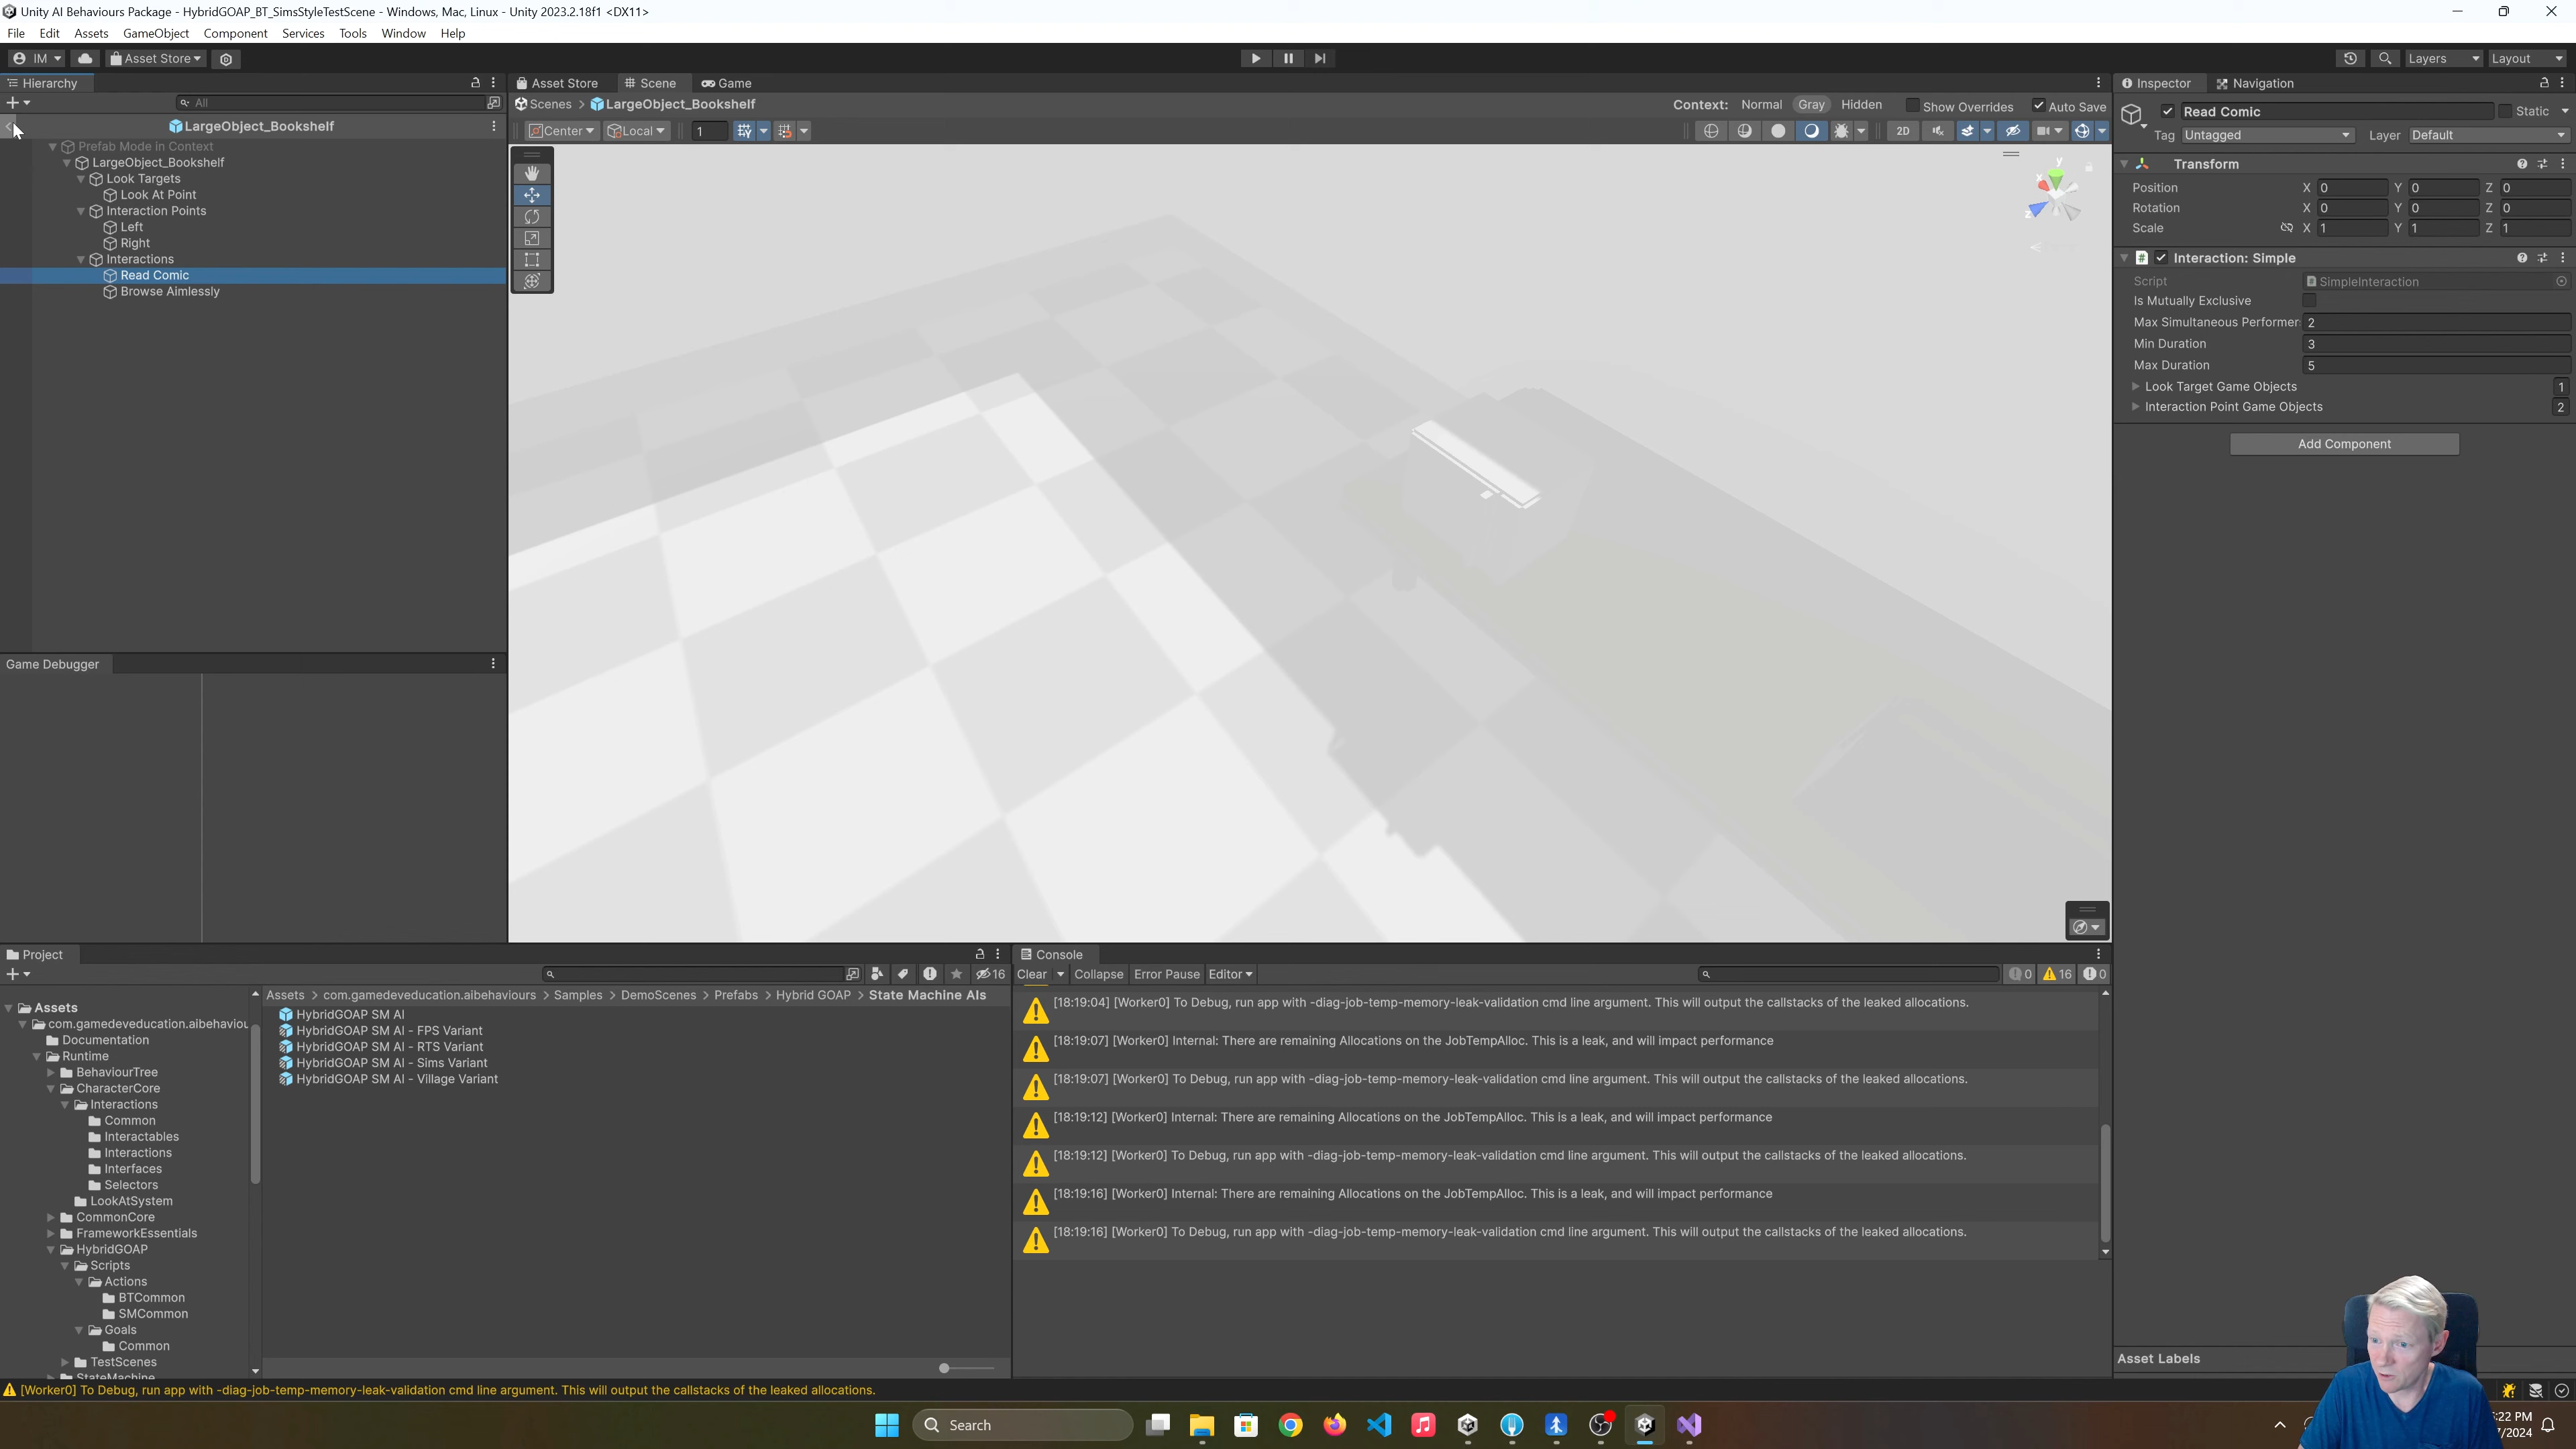 Unity AI Behaviours Package - HybridGOAP_BT_SimsStyleTestScene - Windows, Mac, Linux - Unity 2023.2.18f1 <DX11>
File Edit Assets GameObject Component Services Tools Window Help
IM Asset Store Layers Layout
Hierarchy
All
LargeObject_Bookshelf
Prefab Mode in Context
LargeObject_Bookshelf
Look Targets
Look At Point
Interaction Points
Left
Right
Interactions
Read Comic
Browse Aimlessly
Game Debugger
Asset Store Scene Game
Scenes > LargeObject_Bookshelf
Context: Normal Gray Hidden Show Overrides Auto Save
Center Local 1 2D
y
x
z
Inspector Navigation
Read Comic Static
Tag Untagged Layer Default
Transform
Position X 0 Y 0 Z 0
Rotation X 0 Y 0 Z 0
Scale X 1 Y 1 Z 1
Interaction: Simple
Script SimpleInteraction
Is Mutually Exclusive
Max Simultaneous Performer 2
Min Duration 3
Max Duration 5
Look Target Game Objects 1
Interaction Point Game Objects 2
Add Component
Asset Labels
Project
16
Assets
com.gamedeveducation.aibehaviou
Documentation
Runtime
BehaviourTree
CharacterCore
Interactions
Common
Interactables
Interactions
Interfaces
Selectors
LookAtSystem
CommonCore
FrameworkEssentials
HybridGOAP
Scripts
Actions
BTCommon
SMCommon
Goals
Common
TestScenes
StateMachine
Assets > com.gamedeveducation.aibehaviours > Samples > DemoScenes > Prefabs > Hybrid GOAP > State Machine AIs
HybridGOAP SM AI
HybridGOAP SM AI - FPS Variant
HybridGOAP SM AI - RTS Variant
HybridGOAP SM AI - Sims Variant
HybridGOAP SM AI - Village Variant
Console
Clear Collapse Error Pause Editor 0 16 0
[18:19:04] [Worker0] To Debug, run app with -diag-job-temp-memory-leak-validation cmd line argument. This will output the callstacks of the leaked allocations.
[18:19:07] [Worker0] Internal: There are remaining Allocations on the JobTempAlloc. This is a leak, and will impact performance
[18:19:07] [Worker0] To Debug, run app with -diag-job-temp-memory-leak-validation cmd line argument. This will output the callstacks of the leaked allocations.
[18:19:12] [Worker0] Internal: There are remaining Allocations on the JobTempAlloc. This is a leak, and will impact performance
[18:19:12] [Worker0] To Debug, run app with -diag-job-temp-memory-leak-validation cmd line argument. This will output the callstacks of the leaked allocations.
[18:19:16] [Worker0] Internal: There are remaining Allocations on the JobTempAlloc. This is a leak, and will impact performance
[18:19:16] [Worker0] To Debug, run app with -diag-job-temp-memory-leak-validation cmd line argument. This will output the callstacks of the leaked allocations.
[Worker0] To Debug, run app with -diag-job-temp-memory-leak-validation cmd line argument. This will output the callstacks of the leaked allocations.
Search
:22 PM
/2024